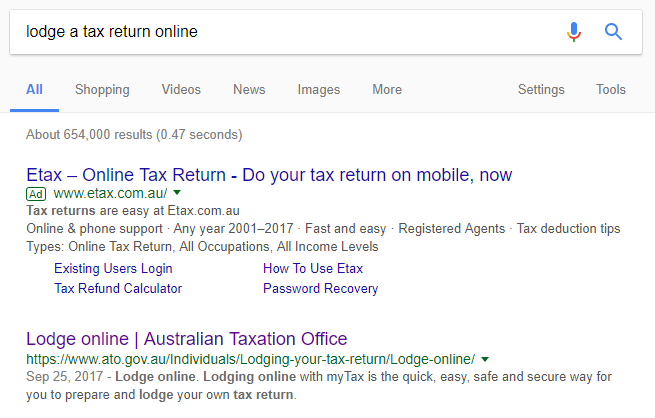 lodge a tax return online
All Shopping Videos News Images More Settings Tools
About 654,000 results (0.47 seconds)
Etax – Online Tax Return - Do your tax return on mobile, now
Ad www.etax.com.au/
Tax returns are easy at Etax.com.au
Online & phone support · Any year 2001–2017 · Fast and easy · Registered Agents · Tax deduction tips
Types: Online Tax Return, All Occupations, All Income Levels
Existing Users Login How To Use Etax
Tax Refund Calculator Password Recovery
Lodge online | Australian Taxation Office
https://www.ato.gov.au/Individuals/Lodging-your-tax-return/Lodge-online/
Sep 25, 2017 - Lodge online. Lodging online with myTax is the quick, easy, safe and secure way for
you to prepare and lodge your own tax return.